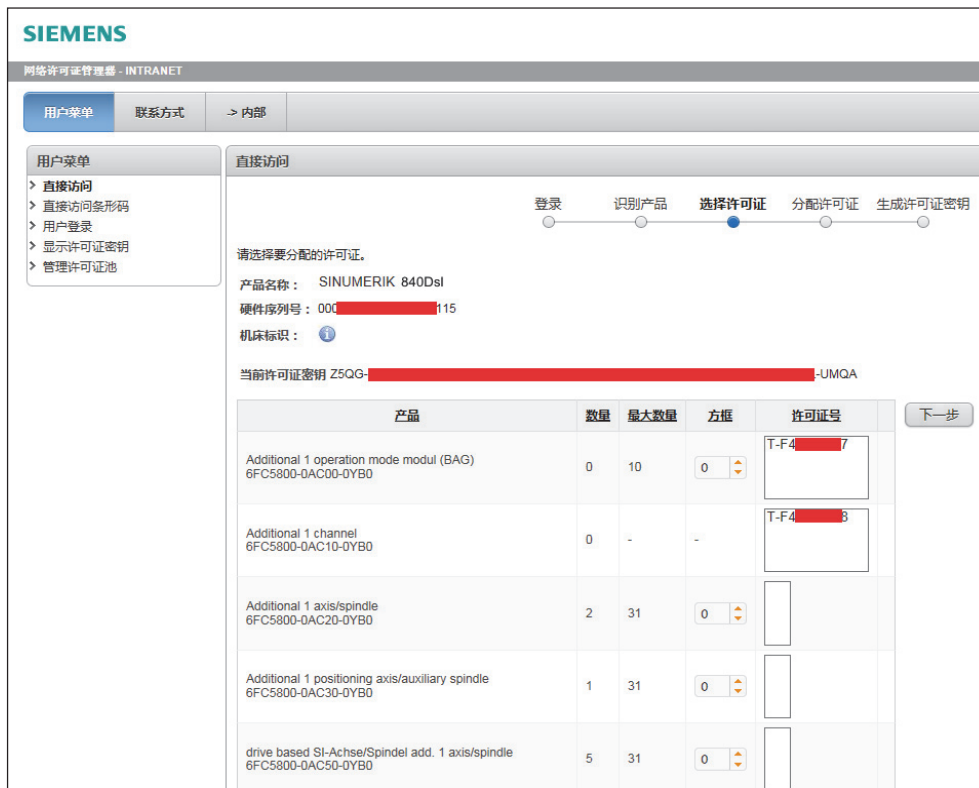 SIEMENS
网络许可证管理器 - INTRANET
用户菜单 联系方式 -> 内部
用户菜单
直接访问
直接访问条形码
用户登录
显示许可证密钥
管理许可证池
直接访问
登录 识别产品 选择许可证 分配许可证 生成许可证密钥
请选择要分配的许可证。
产品名称： SINUMERIK 840Dsl
硬件序列号： 000 115
机床标识：
当前许可证密钥 Z5QG- -UMQA
产品 数量 最大数量 方框 许可证号
下一步
Additional 1 operation mode modul (BAG)
6FC5800-0AC00-0YB0
0 10 0 T-F4 7
Additional 1 channel
6FC5800-0AC10-0YB0
0 - - T-F4 8
Additional 1 axis/spindle
6FC5800-0AC20-0YB0
2 31 0
Additional 1 positioning axis/auxiliary spindle
6FC5800-0AC30-0YB0
1 31 0
drive based SI-Achse/Spindel add. 1 axis/spindle
6FC5800-0AC50-0YB0
5 31 0